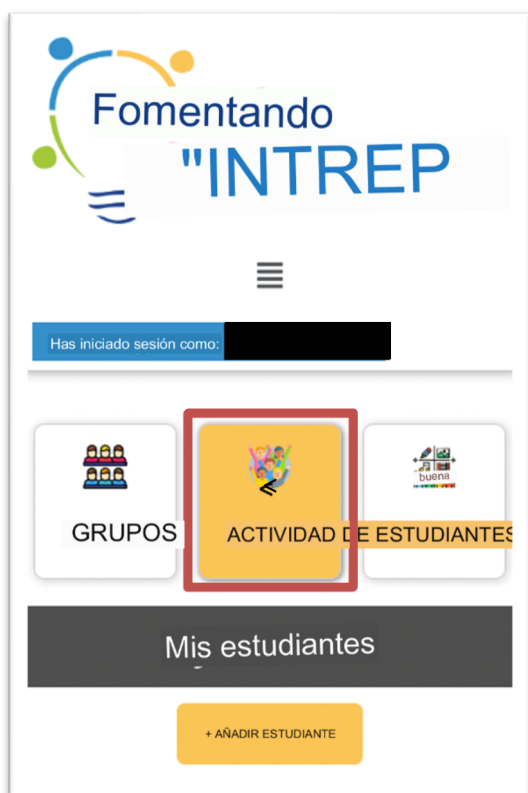 Fomentando
"INTREP
Has iniciado sesión como:
buena
GRUPOS
ACTIVIDAD DE ESTUDIANTES
Mis estudiantes
+ AÑADIR ESTUDIANTE